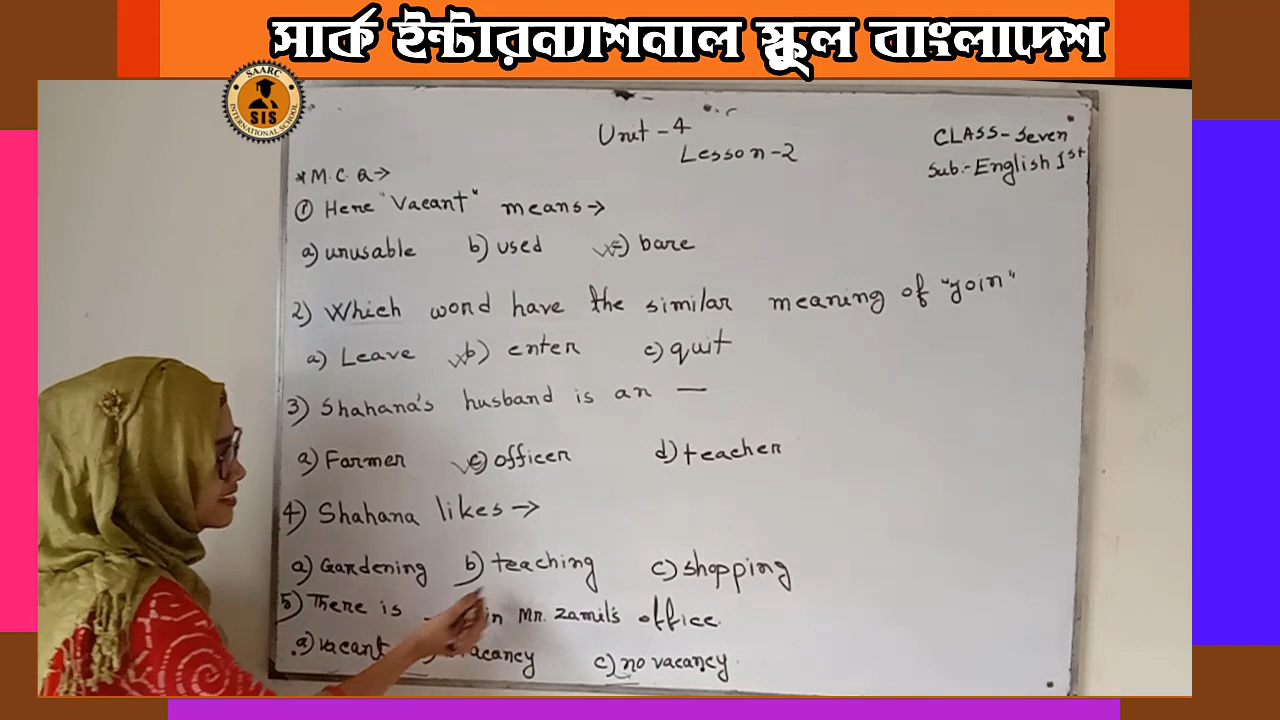 সার্ক ইন্টারন্যাশনাল স্কুল বাংলাদেশ
SAARC
SIS
INTERNATIONAL SCHOOL
Unit-4
Lesson-2
CLASS-Seven
Sub:- English 1st
*M.C.Q→
① Here "Vacant" means→
a) unusable b) used c) bare
2) Which word have the similar meaning of "join"
a) Leave b) enter c) quit
3) Shahana's husband is an —
a) Farmer c) officer d) teacher
4) Shahana likes→
a) Gardening b) teaching c) shopping
5) There is in Mr. Zamil's office.
a) vacant vacancy c) no vacancy